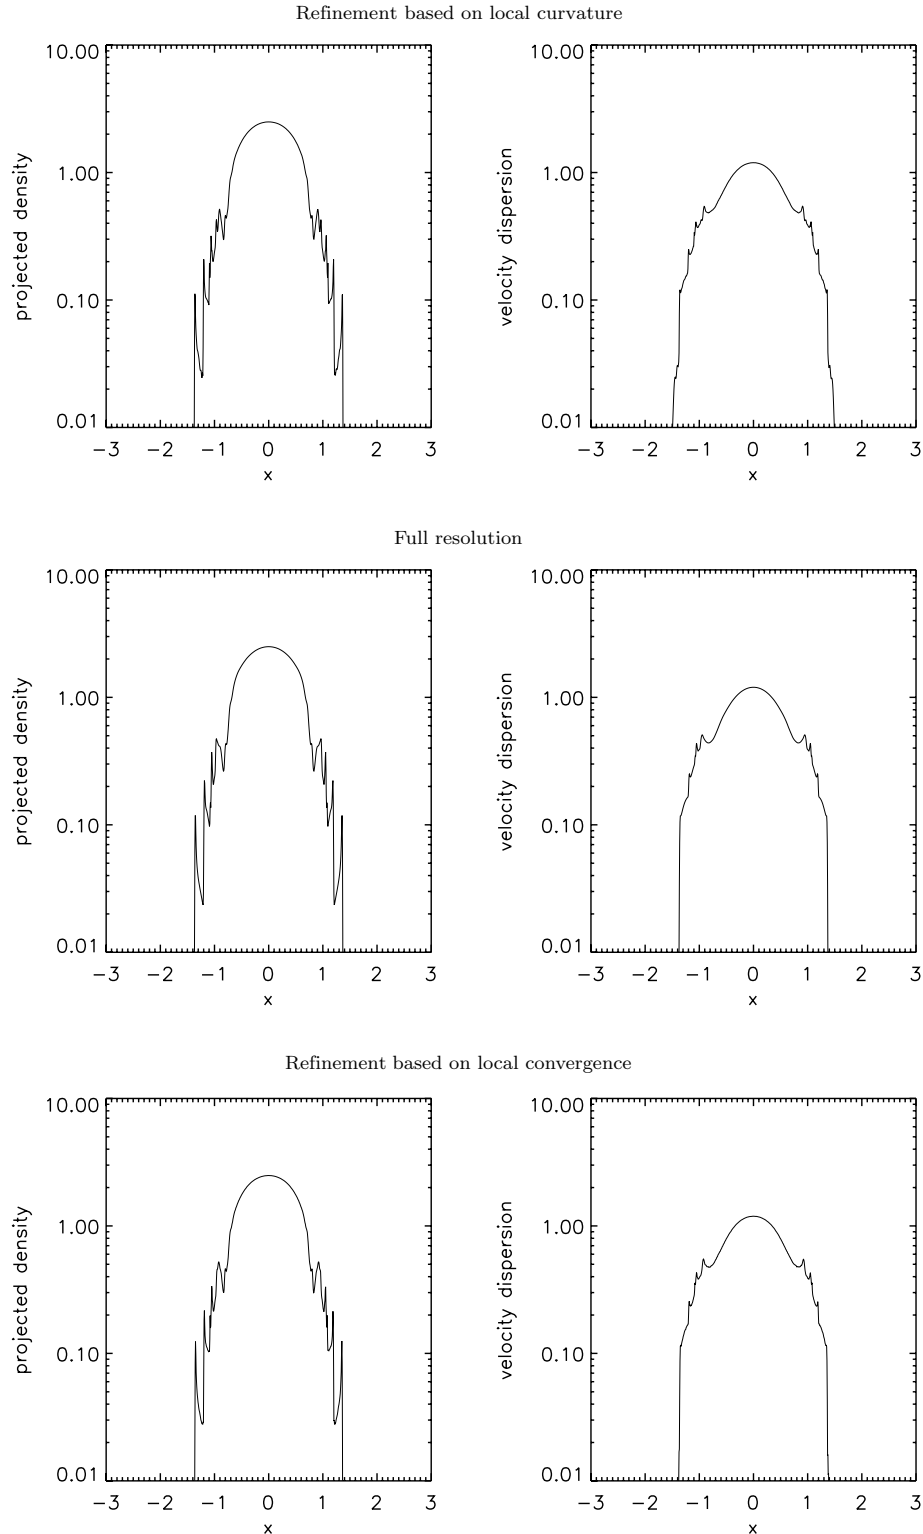 Refinement based on local curvature
projected density
10.00
1.00
0.10
0.01
−3 −2 −1 0 1 2 3
x
velocity dispersion
10.00
1.00
0.10
0.01
−3 −2 −1 0 1 2 3
x
Full resolution
projected density
10.00
1.00
0.10
0.01
−3 −2 −1 0 1 2 3
x
velocity dispersion
10.00
1.00
0.10
0.01
−3 −2 −1 0 1 2 3
x
Refinement based on local convergence
projected density
10.00
1.00
0.10
0.01
−3 −2 −1 0 1 2 3
x
velocity dispersion
10.00
1.00
0.10
0.01
−3 −2 −1 0 1 2 3
x